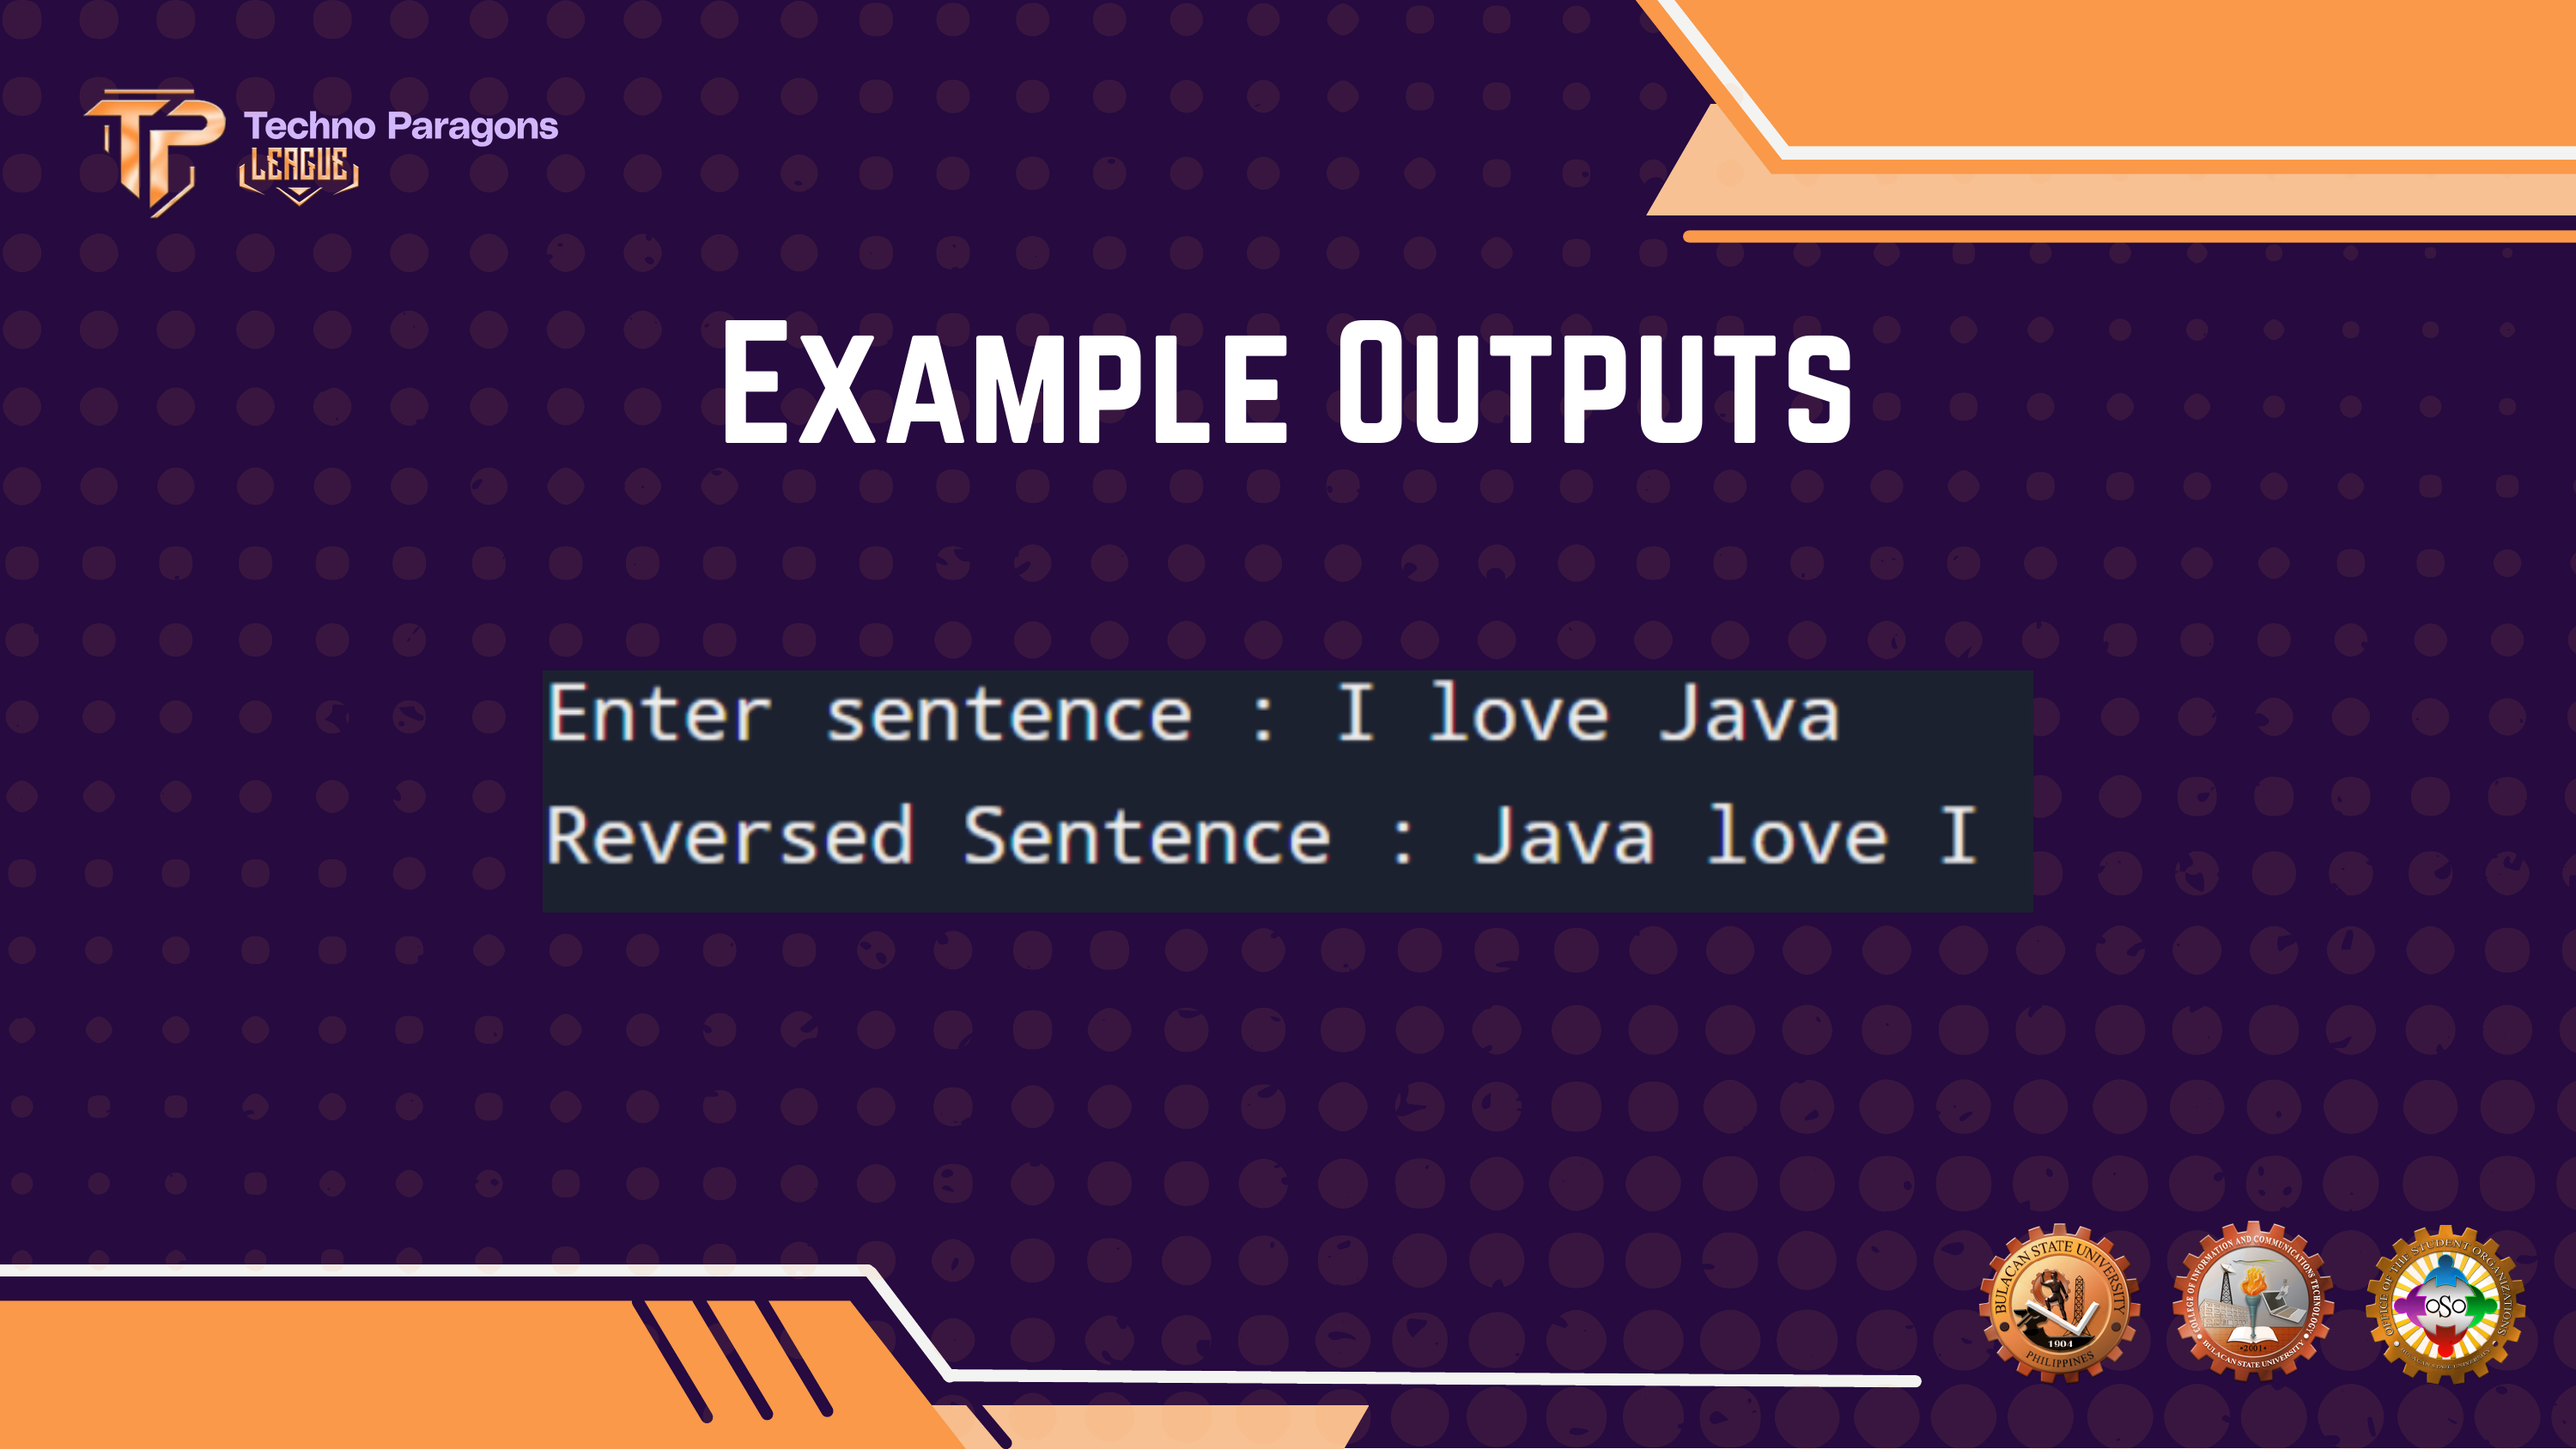 TP
Techno Paragons
LEAGUE
Example Outputs
Enter sentence : I love Java
Reversed Sentence : Java love I
BULACAN STATE UNIVERSITY
1904
PHILIPPINES
COLLEGE OF INFORMATION AND COMMUNICATIONS TECHNOLOGY
•2001•
BULACAN STATE UNIVERSITY
OFFICE OF THE STUDENT ORGANIZATIONS
OSO
BULACAN STATE UNIVERSITY